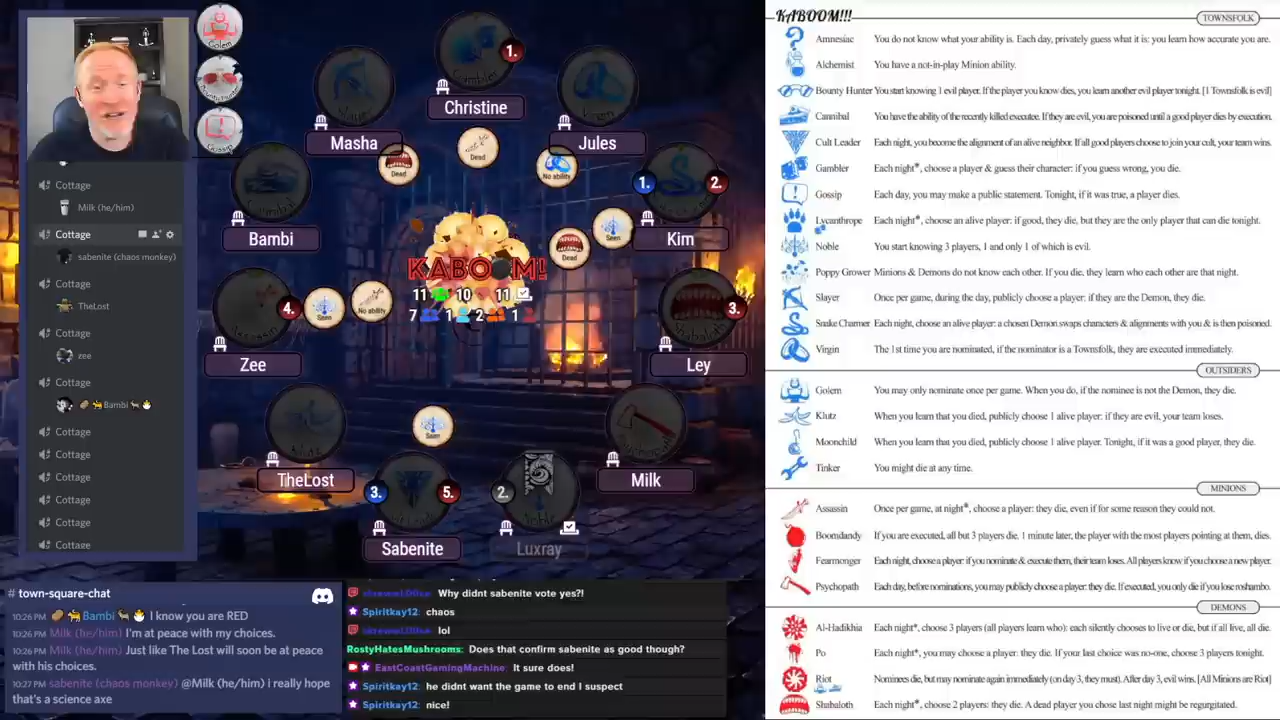 Golem
Gossip
Cottage
Milk (he/him)
Cottage
sabenite (chaos monkey)
Cottage
TheLost
Cottage
zee
Cottage
Bambi
Cottage
Cottage
Cottage
Cottage
Cottage
Cottage
1.
Christine
Masha
Jules
Dead
Dead
No ability
1.
2.
Bambi
Seen
Kim
Dead
KABOOM!
11 10 11
7 1 2 1
4.
Seen
No ability
3.
Zee
Ley
Seen
TheLost
Milk
3.
5.
2.
Sabenite
Luxray
# town-square-chat
10:26 PM Bambi I know you are RED
10:26 PM Milk (he/him) I'm at peace with my choices.
10:26 PM Milk (he/him) Just like The Lost will soon be at peace
with his choices.
10:27 PM sabenite (chaos monkey) @Milk (he/him) i really hope
that's a science axe
Why didnt sabenite vote yes?!
Spiritkay12: chaos
lol
RostyHatesMushrooms: Does that confirm sabenite as good though?
EastCoastGamingMachine: It sure does!
Spiritkay12: he didnt want the game to end I suspect
Spiritkay12: nice!
KABOOM!!!
TOWNSFOLK
Amnesiac You do not know what your ability is. Each day, privately guess what it is: you learn how accurate you are.
Alchemist You have a not-in-play Minion ability.
Bounty Hunter You start knowing 1 evil player. If the player you know dies, you learn another evil player tonight. [1 Townsfolk is evil]
Cannibal You have the ability of the recently killed executee. If they are evil, you are poisoned until a good player dies by execution.
Cult Leader Each night, you become the alignment of an alive neighbor. If all good players choose to join your cult, your team wins.
Gambler Each night*, choose a player & guess their character: if you guess wrong, you die.
Gossip Each day, you may make a public statement. Tonight, if it was true, a player dies.
Lycanthrope Each night*, choose an alive player: if good, they die, but they are the only player that can die tonight.
Noble You start knowing 3 players, 1 and only 1 of which is evil.
Poppy Grower Minions & Demons do not know each other. If you die, they learn who each other are that night.
Slayer Once per game, during the day, publicly choose a player: if they are the Demon, they die.
Snake Charmer Each night, choose an alive player: a chosen Demon swaps characters & alignments with you & is then poisoned.
Virgin The 1st time you are nominated, if the nominator is a Townsfolk, they are executed immediately.
OUTSIDERS
Golem You may only nominate once per game. When you do, if the nominee is not the Demon, they die.
Klutz When you learn that you died, publicly choose 1 alive player: if they are evil, your team loses.
Moonchild When you learn that you died, publicly choose 1 alive player. Tonight, if it was a good player, they die.
Tinker You might die at any time.
MINIONS
Assassin Once per game, at night*, choose a player: they die, even if for some reason they could not.
Boomdandy If you are executed, all but 3 players die. 1 minute later, the player with the most players pointing at them, dies.
Fearmonger Each night, choose a player: if you nominate & execute them, their team loses. All players know if you choose a new player.
Psychopath Each day, before nominations, you may publicly choose a player: they die. If executed, you only die if you lose roshambo.
DEMONS
Al-Hadikhia Each night*, choose 3 players (all players learn who): each silently chooses to live or die, but if all live, all die.
Po Each night*, you may choose a player: they die. If your last choice was no-one, choose 3 players tonight.
Riot Nominees die, but may nominate again immediately (on day 3, they must). After day 3, evil wins. [All Minions are Riot]
Shabaloth Each night*, choose 2 players: they die. A dead player you chose last night might be regurgitated.